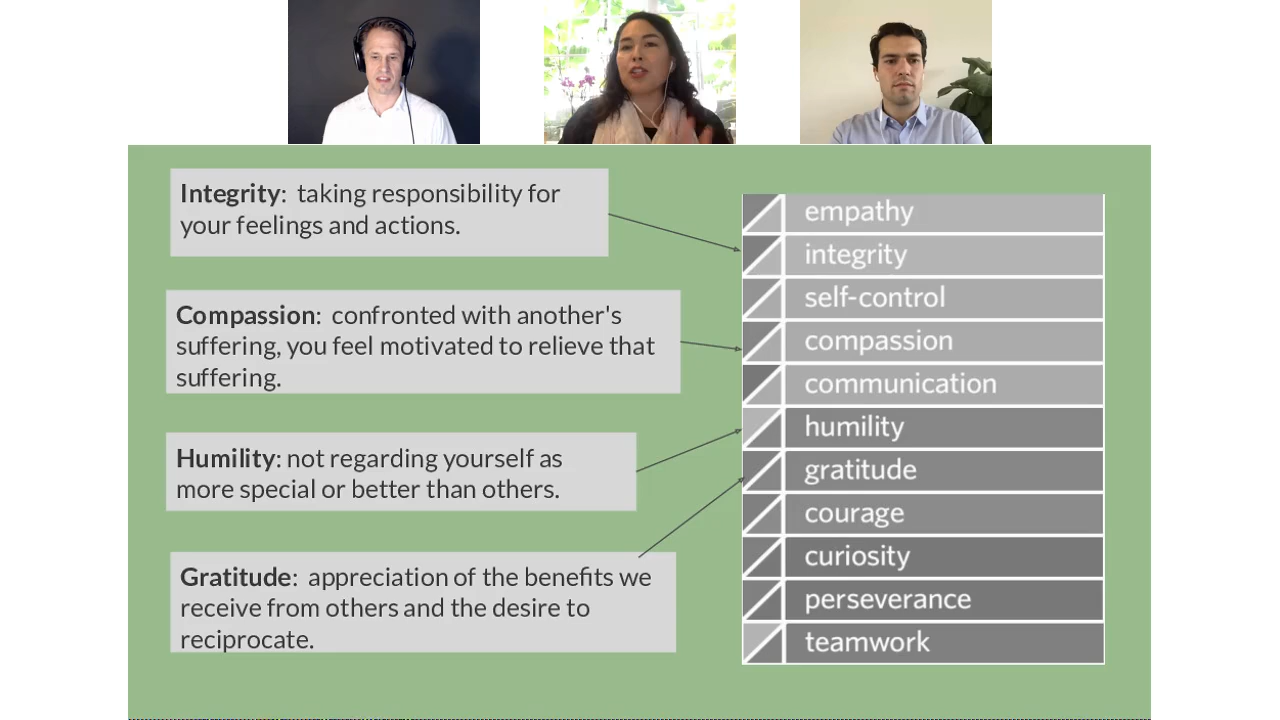 Integrity: taking responsibility for
your feelings and actions.
Compassion: confronted with another's
suffering, you feel motivated to relieve that
suffering.
Humility: not regarding yourself as
more special or better than others.
Gratitude: appreciation of the benefits we
receive from others and the desire to
reciprocate.
empathy
integrity
self-control
compassion
communication
humility
gratitude
courage
curiosity
perseverance
teamwork